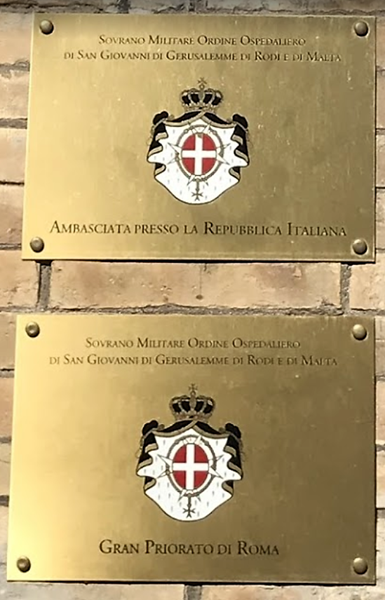 Sovrano Militare Ordine Ospedaliero
di San Giovanni di Gerusalemme di Rodi e di Malta
Ambasciata presso la Repubblica Italiana
Sovrano Militare Ordine Ospedaliero
di San Giovanni di Gerusalemme di Rodi e di Malta
Gran Priorato di Roma